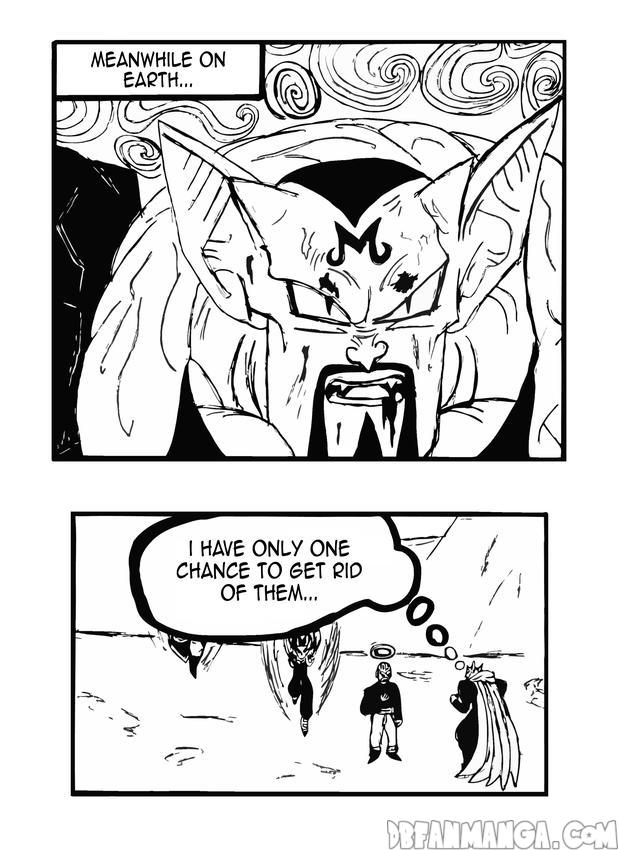 MEANWHILE ON
EARTH...
M
I HAVE ONLY ONE
CHANCE TO GET RID
OF THEM...
DBFANMANGA.COM